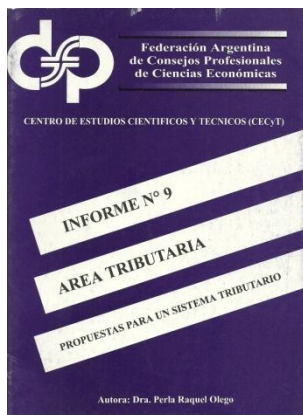 Federación Argentina
de Consejos Profesionales
de Ciencias Económicas
CENTRO DE ESTUDIOS CIENTIFICOS Y TECNICOS (CECyT)
INFORME Nº 9
AREA TRIBUTARIA
PROPUESTAS PARA UN SISTEMA TRIBUTARIO
Autora: Dra. Perla Raquel Olego